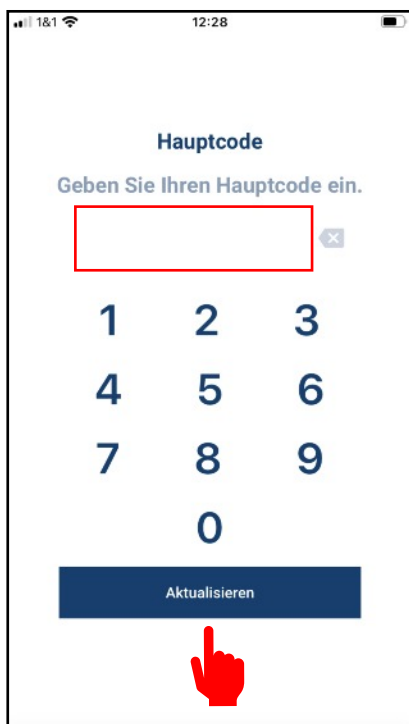 1&1 12:28
Hauptcode
Geben Sie Ihren Hauptcode ein.
1 2 3
4 5 6
7 8 9
0
Aktualisieren